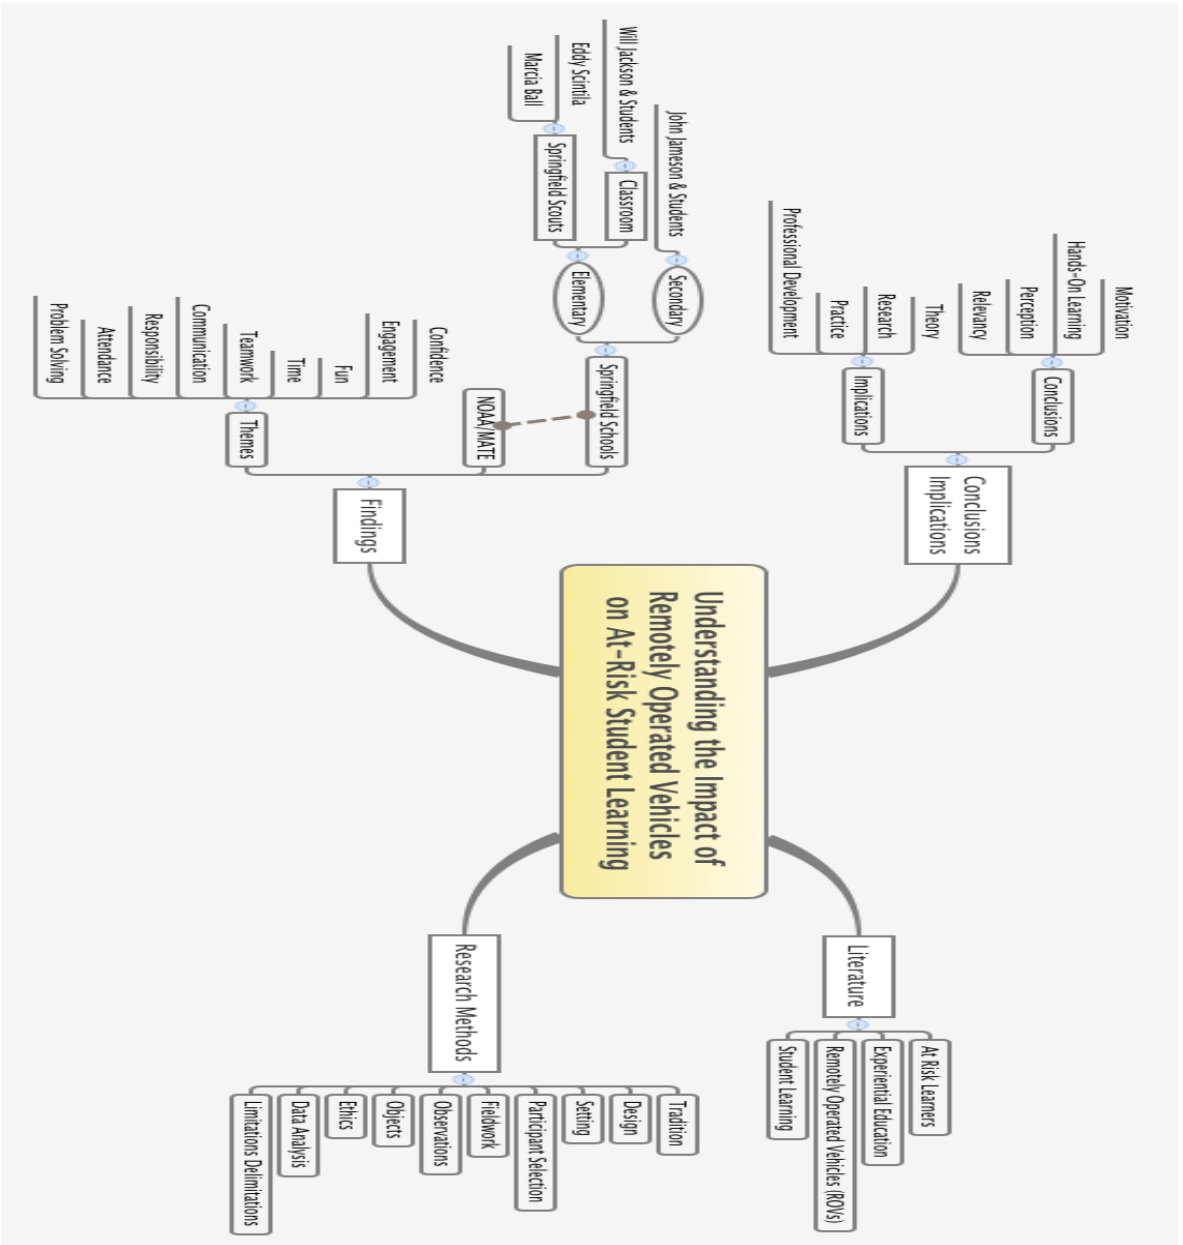 Understanding the Impact of
Remotely Operated Vehicles
on At-Risk Student Learning
Conclusions
Implications
Conclusions
Motivation
Hands-On Learning
Perception
Relevancy
Implications
Theory
Research
Practice
Professional Development
Findings
Springfield Schools
Secondary
John Jameson & Students
Elementary
Classroom
Will Jackson & Students
Springfield Scouts
Eddy Scintila
Marcia Ball
NOAA/MATE
Themes
Confidence
Engagement
Fun
Time
Teamwork
Communication
Responsibility
Attendance
Problem Solving
Literature
At Risk Learners
Experiential Education
Remotely Operated Vehicles (ROVs)
Student Learning
Research Methods
Tradition
Design
Setting
Participant Selection
Fieldwork
Observations
Objects
Ethics
Data Analysis
Limitations Delimitations